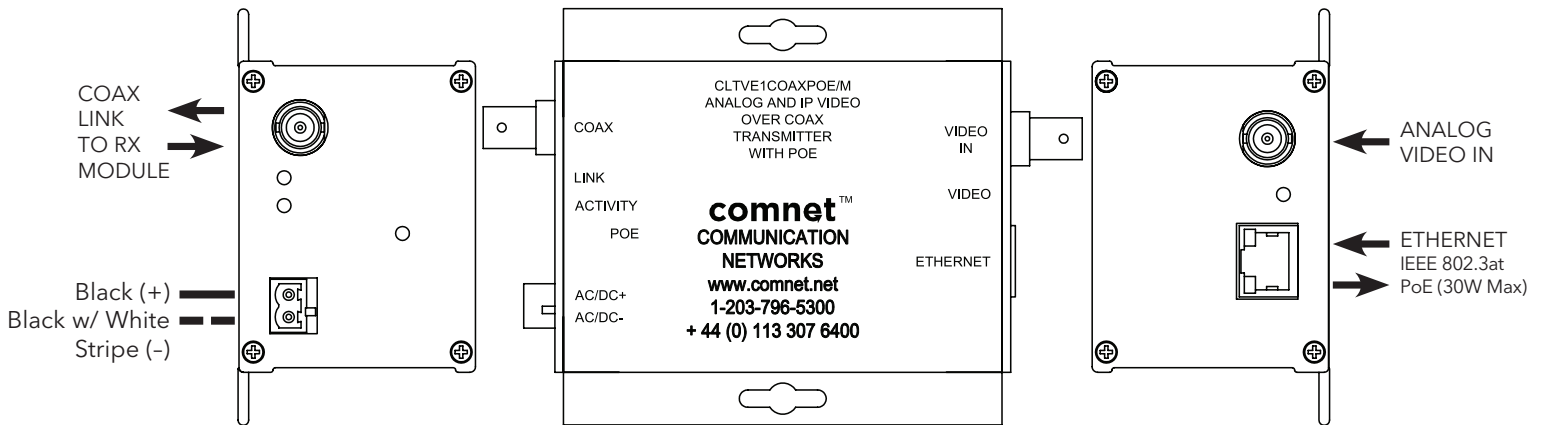 COAX
LINK
TO RX
MODULE
Black (+)
Black w/ White
Stripe (–)
CLTVE1COAXPOE/M
ANALOG AND IP VIDEO
OVER COAX
TRANSMITTER
WITH POE
COAX
LINK
ACTIVITY
POE
AC/DC+
AC/DC-
comnet™
COMMUNICATION
NETWORKS
www.comnet.net
1-203-796-5300
+ 44 (0) 113 307 6400
VIDEO
IN
VIDEO
ETHERNET
ANALOG
VIDEO IN
ETHERNET
IEEE 802.3at
PoE (30W Max)